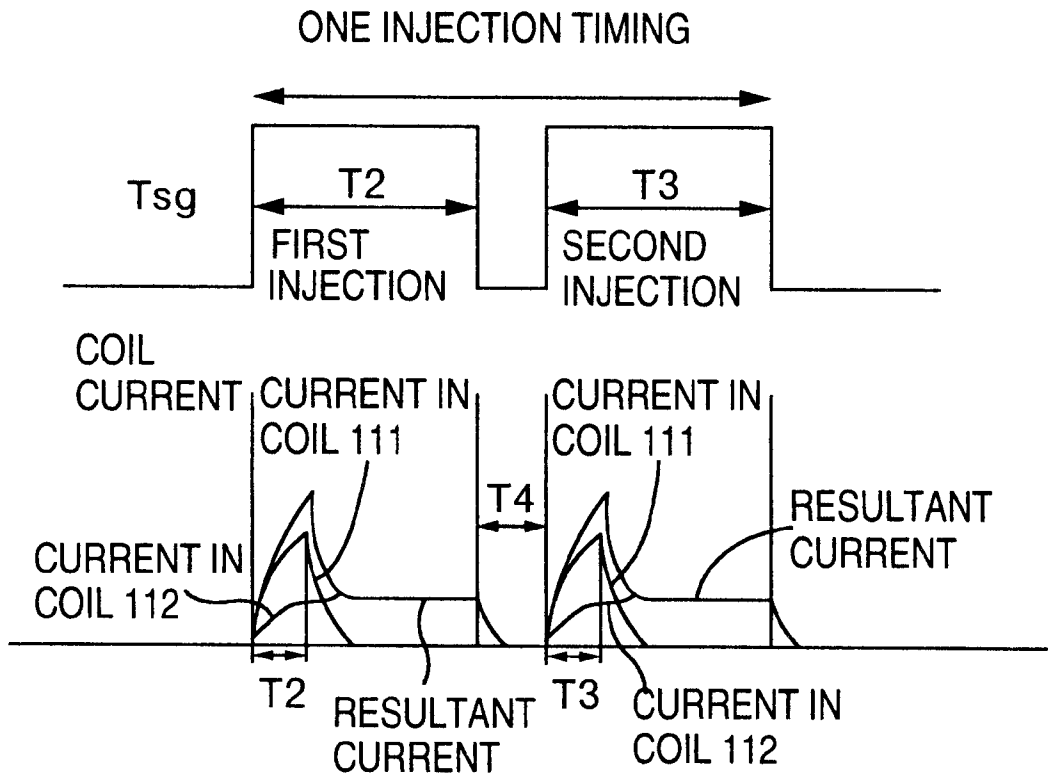 ONE INJECTION TIMING
Tsg
T2
T3
FIRST
INJECTION
SECOND
INJECTION
COIL
CURRENT
CURRENT IN
COIL 111
CURRENT IN
COIL 111
T4
RESULTANT
CURRENT
CURRENT IN
COIL 112
T2
RESULTANT
CURRENT
T3
CURRENT IN
COIL 112